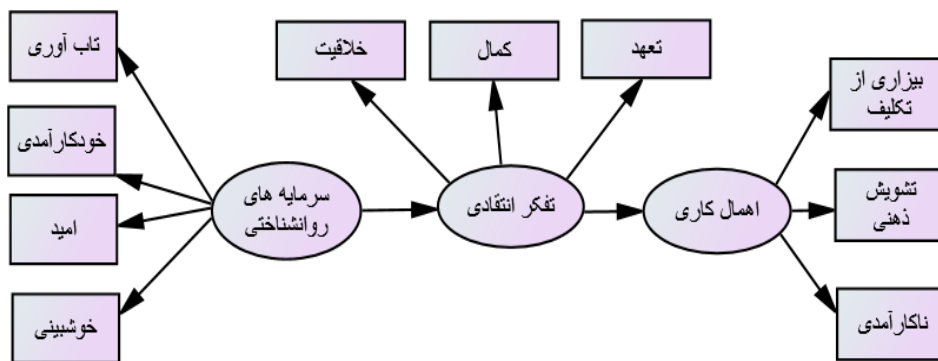 تاب آوری
خودکارآمدی
امید
خوشبینی
سرمایه های
روانشناختی
خلاقیت
کمال
تعهد
تفکر انتقادی
اهمال کاری
بیزاری از
تکلیف
تشویش
ذهنی
ناکارآمدی